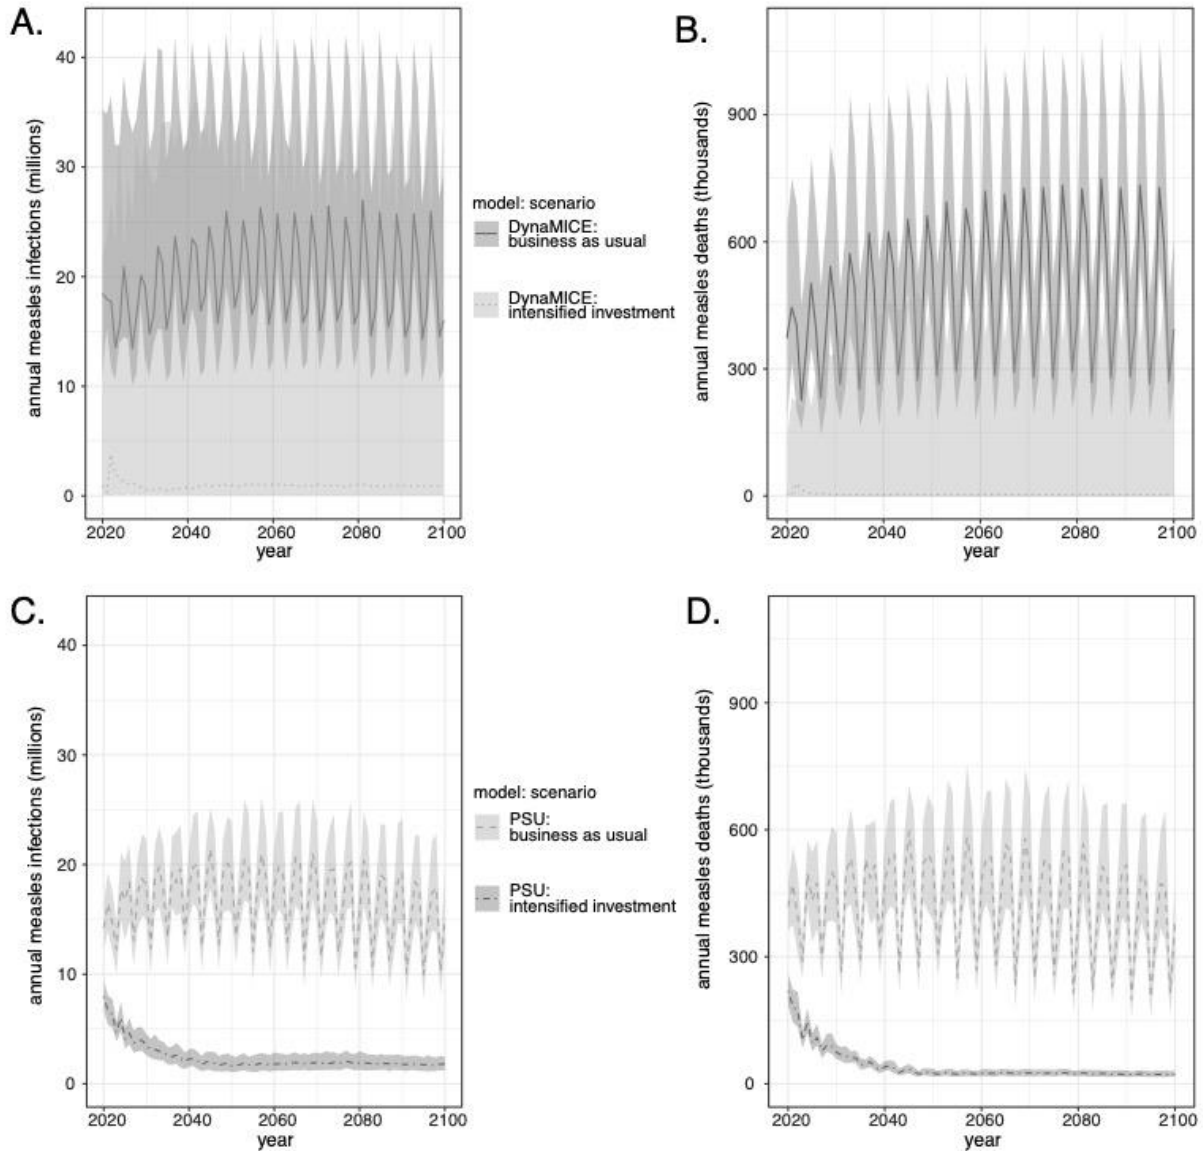 A.
annual measles infections (millions)
40
30
20
10
0
2020 2040 2060 2080 2100
year
model: scenario
DynaMICE:
business as usual
DynaMICE:
intensified investment
B.
annual measles deaths (thousands)
900
600
300
0
2020 2040 2060 2080 2100
year
C.
annual measles infections (millions)
40
30
20
10
0
2020 2040 2060 2080 2100
year
model: scenario
PSU:
business as usual
PSU:
intensified investment
D.
annual measles deaths (thousands)
900
600
300
0
2020 2040 2060 2080 2100
year